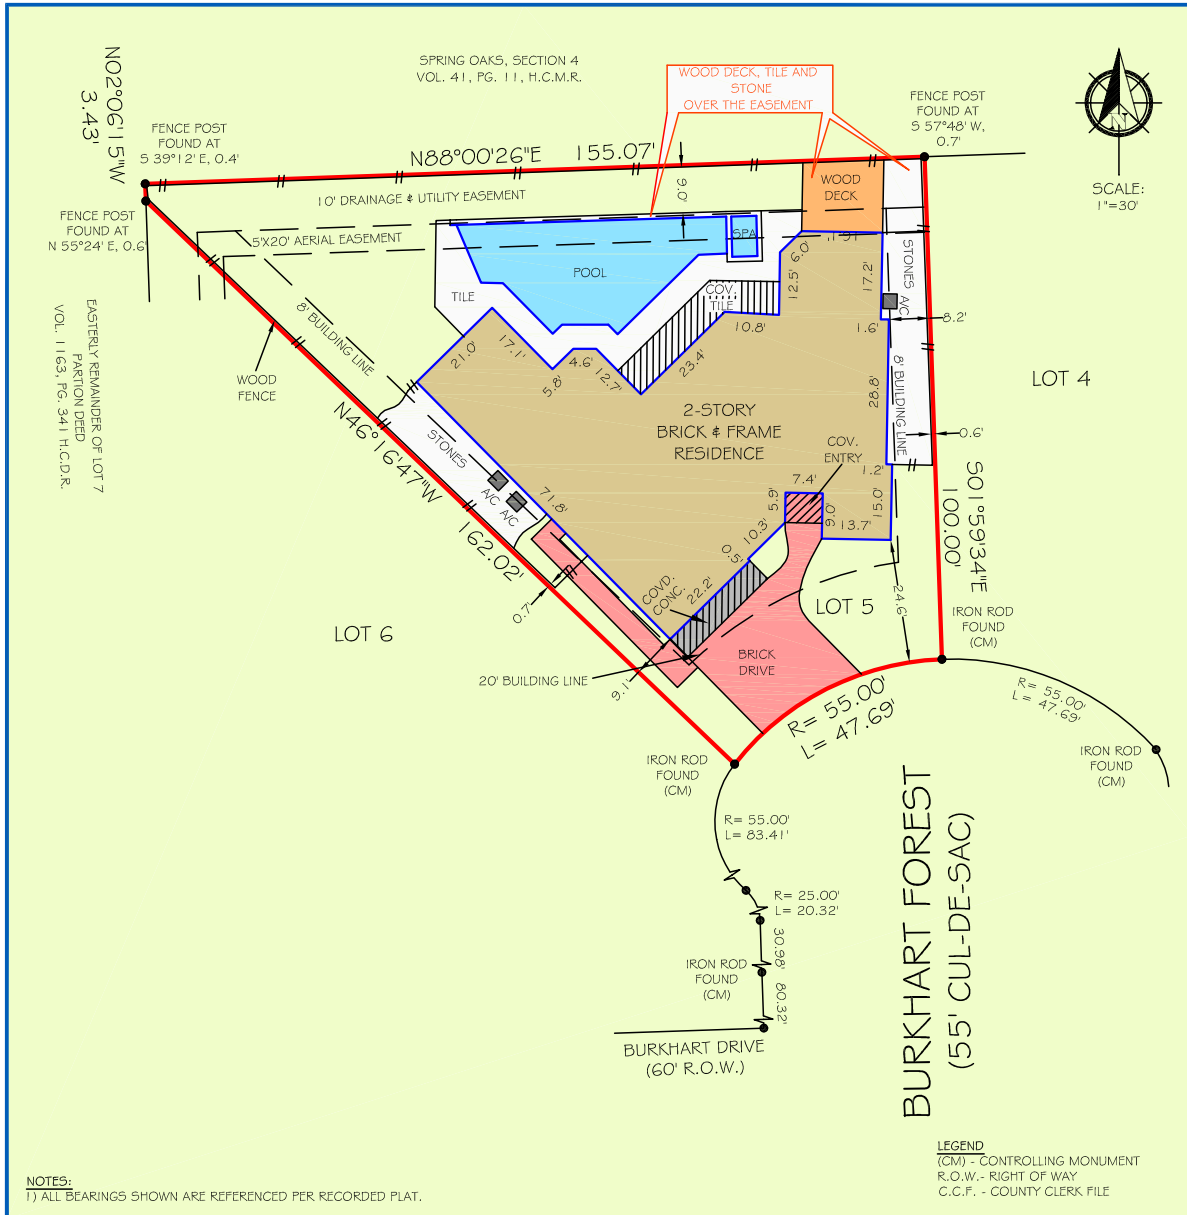 SPRING OAKS, SECTION 4
VOL. 41, PG. 11, H.C.M.R.
WOOD DECK, TILE AND
STONE
OVER THE EASEMENT
N02°06'15"W
3.43'
FENCE POST
FOUND AT
S 39°12' E, 0.4'
FENCE POST
FOUND AT
S 57°48' W,
0.7'
N
SCALE:
1"=30'
N88°00'26"E 155.07'
10' DRAINAGE & UTILITY EASEMENT
9.0'
WOOD
DECK
FENCE POST
FOUND AT
N 55°24' E, 0.6'
5'X20' AERIAL EASEMENT
SPA
POOL
TILE
COV.
TILE
6.0'
12.5'
17.2'
STONES
A/C
10.8'
1.6'
8.2'
8' BUILDING LINE
EASTERLY REMAINDER OF LOT 7
PARTION DEED
VOL. 1163, PG. 341 H.C.D.R.
WOOD
FENCE
21.0'
17.1'
5.8'
4.6'
12.7'
23.4'
28.8'
8' BUILDING LINE
LOT 4
2-STORY
BRICK & FRAME
RESIDENCE
COV.
ENTRY
0.6'
N46°16'47"W
162.02'
STONES
A/C
A/C
71.8'
7.4'
5.9'
9.0'
1.2'
15.0'
13.7'
10.3'
0.5'
22.2'
COVD.
CONC.
S01°59'34"E
100.00'
24.6'
LOT 5
IRON ROD
FOUND
(CM)
0.7'
LOT 6
BRICK
DRIVE
20' BUILDING LINE
9.1'
R= 55.00'
L= 47.69'
R= 55.00'
L= 47.69'
IRON ROD
FOUND
(CM)
IRON ROD
FOUND
(CM)
R= 55.00'
L= 83.41'
R= 25.00'
L= 20.32'
30.98'
IRON ROD
FOUND
(CM)
80.32'
BURKHART DRIVE
(60' R.O.W.)
BURKHART FOREST
(55' CUL-DE-SAC)
LEGEND
(CM) - CONTROLLING MONUMENT
R.O.W.- RIGHT OF WAY
C.C.F. - COUNTY CLERK FILE
NOTES:
1) ALL BEARINGS SHOWN ARE REFERENCED PER RECORDED PLAT.